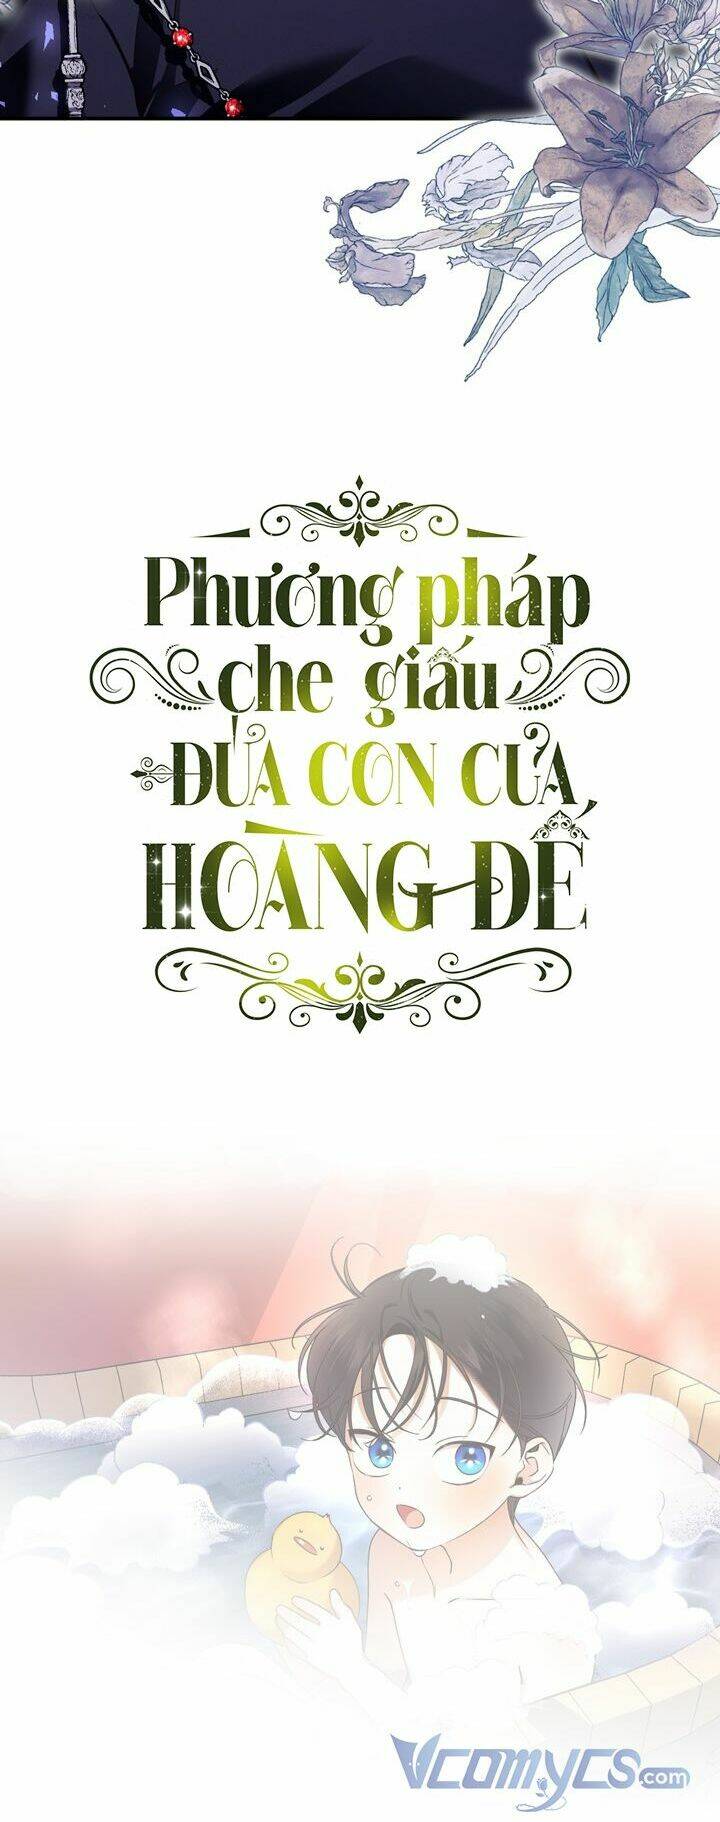 Phương pháp
che giấu
ĐỨA CON CỦA
HOÀNG ĐẾ
VCOMYCS.com